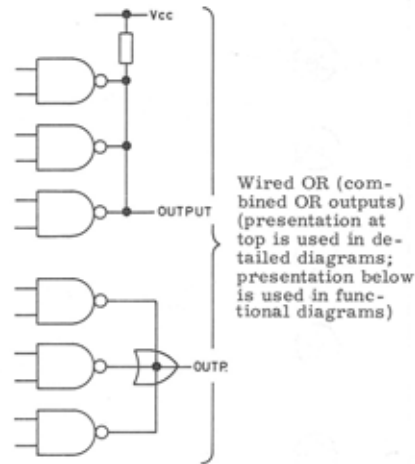 Vcc
OUTPUT
Wired OR (com-
bined OR outputs)
(presentation at
top is used in de-
tailed diagrams;
presentation below
is used in func-
tional diagrams)
OUTP.